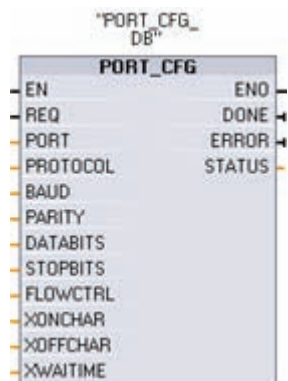 "PORT_CFG_
DB"
PORT_CFG
EN ENO
REQ DONE
PORT ERROR
PROTOCOL STATUS
BAUD
PARITY
DATABITS
STOPBITS
FLOWCTRL
XONCHAR
XOFFCHAR
XWAITIME